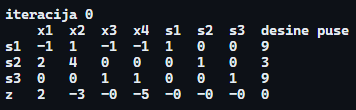 iteracija 0
x1 x2 x3 x4 s1 s2 s3 desine puse
s1 -1 1 -1 -1 1 0 0 9
s2 2 4 0 0 0 1 0 3
s3 0 0 1 1 0 0 1 9
z 2 -3 -0 -5 -0 -0 -0 0